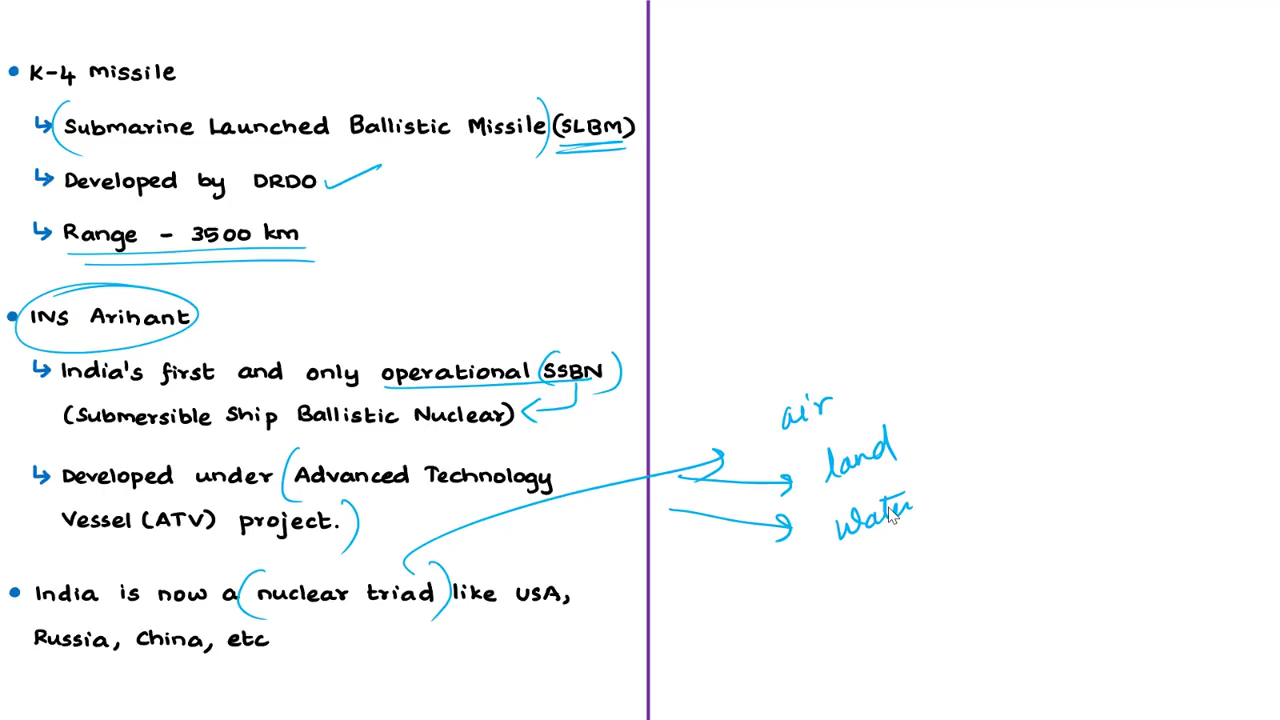 K-4 missile
Submarine Launched Ballistic Missile (SLBM)
Developed by DRDO
Range - 3500 km
INS Arihant
India's first and only operational SSBN
(Submersible Ship Ballistic Nuclear)
Developed under Advanced Technology
Vessel (ATV) project.
India is now a nuclear triad like USA,
Russia, China, etc
air
land
water